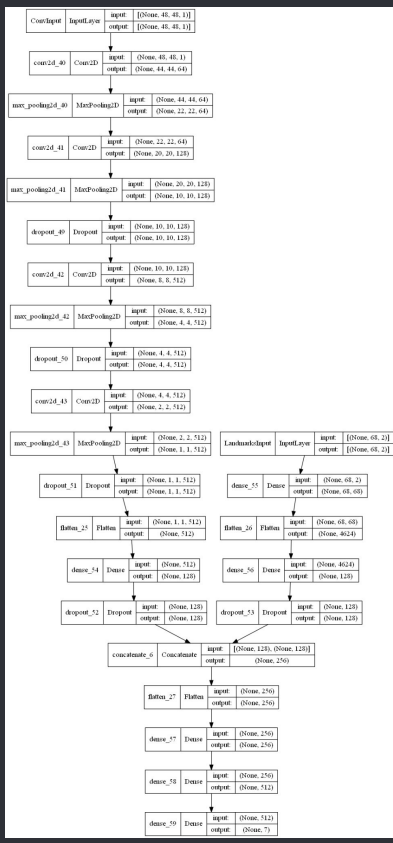 ConvInput InputLayer input: [(None, 48, 48, 1)]
output: [(None, 48, 48, 1)]
conv2d_40 Conv2D input: (None, 48, 48, 1)
output: (None, 44, 44, 64)
max_pooling2d_40 MaxPooling2D input: (None, 44, 44, 64)
output: (None, 22, 22, 64)
conv2d_41 Conv2D input: (None, 22, 22, 64)
output: (None, 20, 20, 128)
max_pooling2d_41 MaxPooling2D input: (None, 20, 20, 128)
output: (None, 10, 10, 128)
dropout_49 Dropout input: (None, 10, 10, 128)
output: (None, 10, 10, 128)
conv2d_42 Conv2D input: (None, 10, 10, 128)
output: (None, 8, 8, 512)
max_pooling2d_42 MaxPooling2D input: (None, 8, 8, 512)
output: (None, 4, 4, 512)
dropout_50 Dropout input: (None, 4, 4, 512)
output: (None, 4, 4, 512)
conv2d_43 Conv2D input: (None, 4, 4, 512)
output: (None, 2, 2, 512)
max_pooling2d_43 MaxPooling2D input: (None, 2, 2, 512)
output: (None, 1, 1, 512)
LandmarksInput InputLayer input: [(None, 68, 2)]
output: [(None, 68, 2)]
dropout_51 Dropout input: (None, 1, 1, 512)
output: (None, 1, 1, 512)
dense_55 Dense input: (None, 68, 2)
output: (None, 68, 68)
flatten_25 Flatten input: (None, 1, 1, 512)
output: (None, 512)
flatten_26 Flatten input: (None, 68, 68)
output: (None, 4624)
dense_54 Dense input: (None, 512)
output: (None, 128)
dense_56 Dense input: (None, 4624)
output: (None, 128)
dropout_52 Dropout input: (None, 128)
output: (None, 128)
dropout_53 Dropout input: (None, 128)
output: (None, 128)
concatenate_6 Concatenate input: [(None, 128), (None, 128)]
output: (None, 256)
flatten_27 Flatten input: (None, 256)
output: (None, 256)
dense_57 Dense input: (None, 256)
output: (None, 256)
dense_58 Dense input: (None, 256)
output: (None, 512)
dense_59 Dense input: (None, 512)
output: (None, 7)